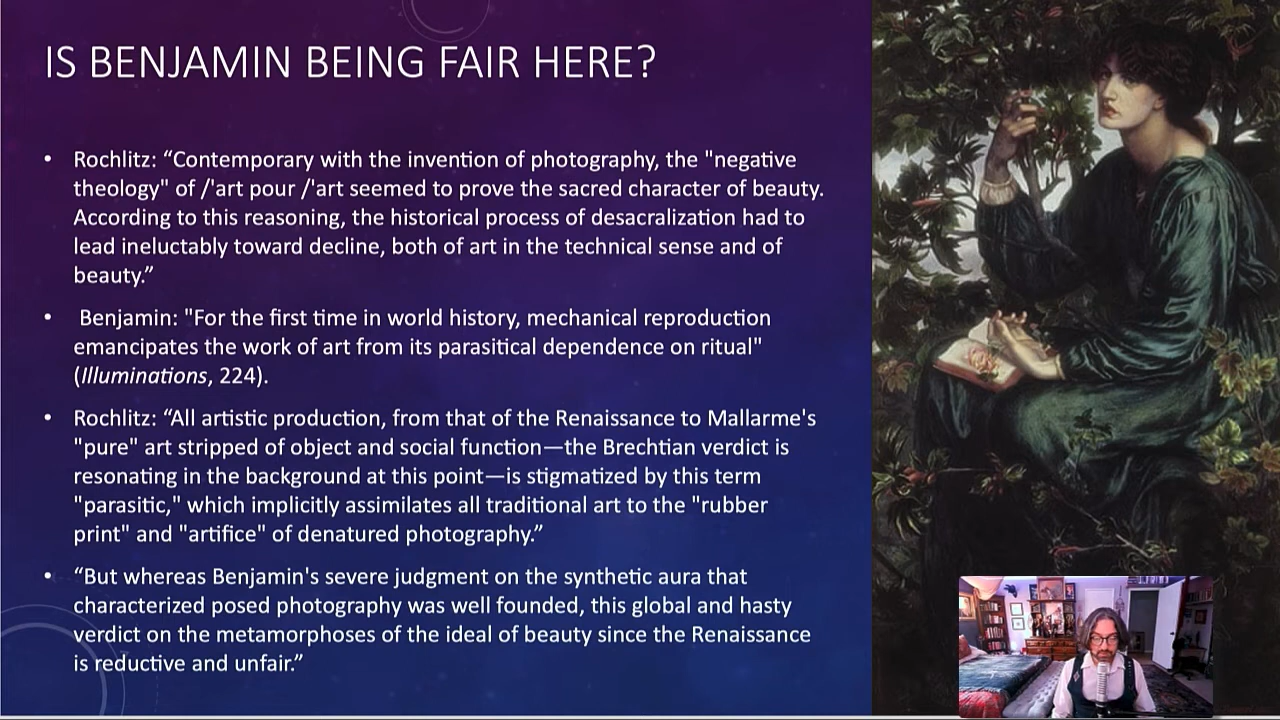 IS BENJAMIN BEING FAIR HERE?
• Rochlitz: “Contemporary with the invention of photography, the "negative
theology" of /'art pour /'art seemed to prove the sacred character of beauty.
According to this reasoning, the historical process of desacralization had to
lead ineluctably toward decline, both of art in the technical sense and of
beauty.”
• Benjamin: "For the first time in world history, mechanical reproduction
emancipates the work of art from its parasitical dependence on ritual"
(Illuminations, 224).
• Rochlitz: “All artistic production, from that of the Renaissance to Mallarme's
"pure" art stripped of object and social function—the Brechtian verdict is
resonating in the background at this point—is stigmatized by this term
"parasitic," which implicitly assimilates all traditional art to the "rubber
print" and "artifice" of denatured photography.”
• “But whereas Benjamin's severe judgment on the synthetic aura that
characterized posed photography was well founded, this global and hasty
verdict on the metamorphoses of the ideal of beauty since the Renaissance
is reductive and unfair.”